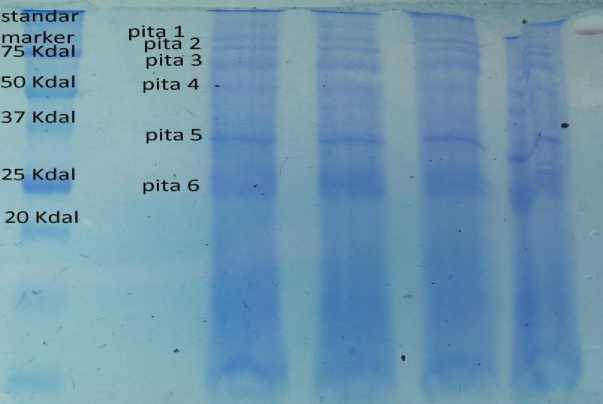 standar
marker
75 Kdal
50 Kdal
37 Kdal
25 Kdal
20 Kdal
pita 1
pita 2
pita 3
pita 4
pita 5
pita 6